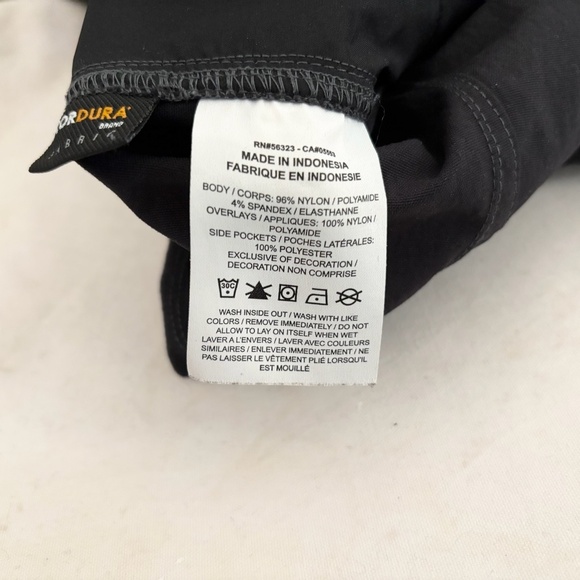 ORDURA
BRAND
RN#56323 - CA#05553
MADE IN INDONESIA
FABRIQUE EN INDONESIE
BODY / CORPS: 96% NYLON / POLYAMIDE
4% SPANDEX / ELASTHANNE
OVERLAYS / APPLIQUES: 100% NYLON /
POLYAMIDE
SIDE POCKETS / POCHES LATÉRALES:
100% POLYESTER
EXCLUSIVE OF DECORATION /
DECORATION NON COMPRISE
30C
WASH INSIDE OUT / WASH WITH LIKE
COLORS / REMOVE IMMEDIATELY / DO NOT
ALLOW TO LAY ON ITSELF WHEN WET
LAVER A L'ENVERS / LAVER AVEC COULEURS
SIMILAIRES / ENLEVER IMMEDIATEMENT / NE
PAS LAISSER LE VÊTEMENT PLIÉ LORSQU'IL
EST MOUILLÉ